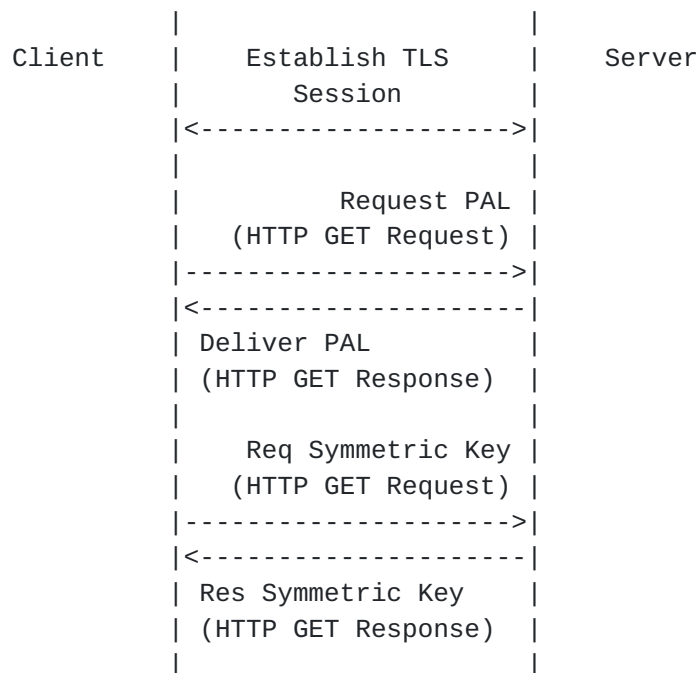 |                      |
 Client     |     Establish TLS    |     Server
            |        Session       |
            |<-------------------->|
            |                      |
            |          Request PAL |
            |   (HTTP GET Request) |
            |--------------------->|
            |<---------------------|
            | Deliver PAL          |
            | (HTTP GET Response)  |
            |                      |
            |    Req Symmetric Key |
            |   (HTTP GET Request) |
            |--------------------->|
            |<---------------------|
            | Res Symmetric Key    |
            | (HTTP GET Response)  |
            |                      |